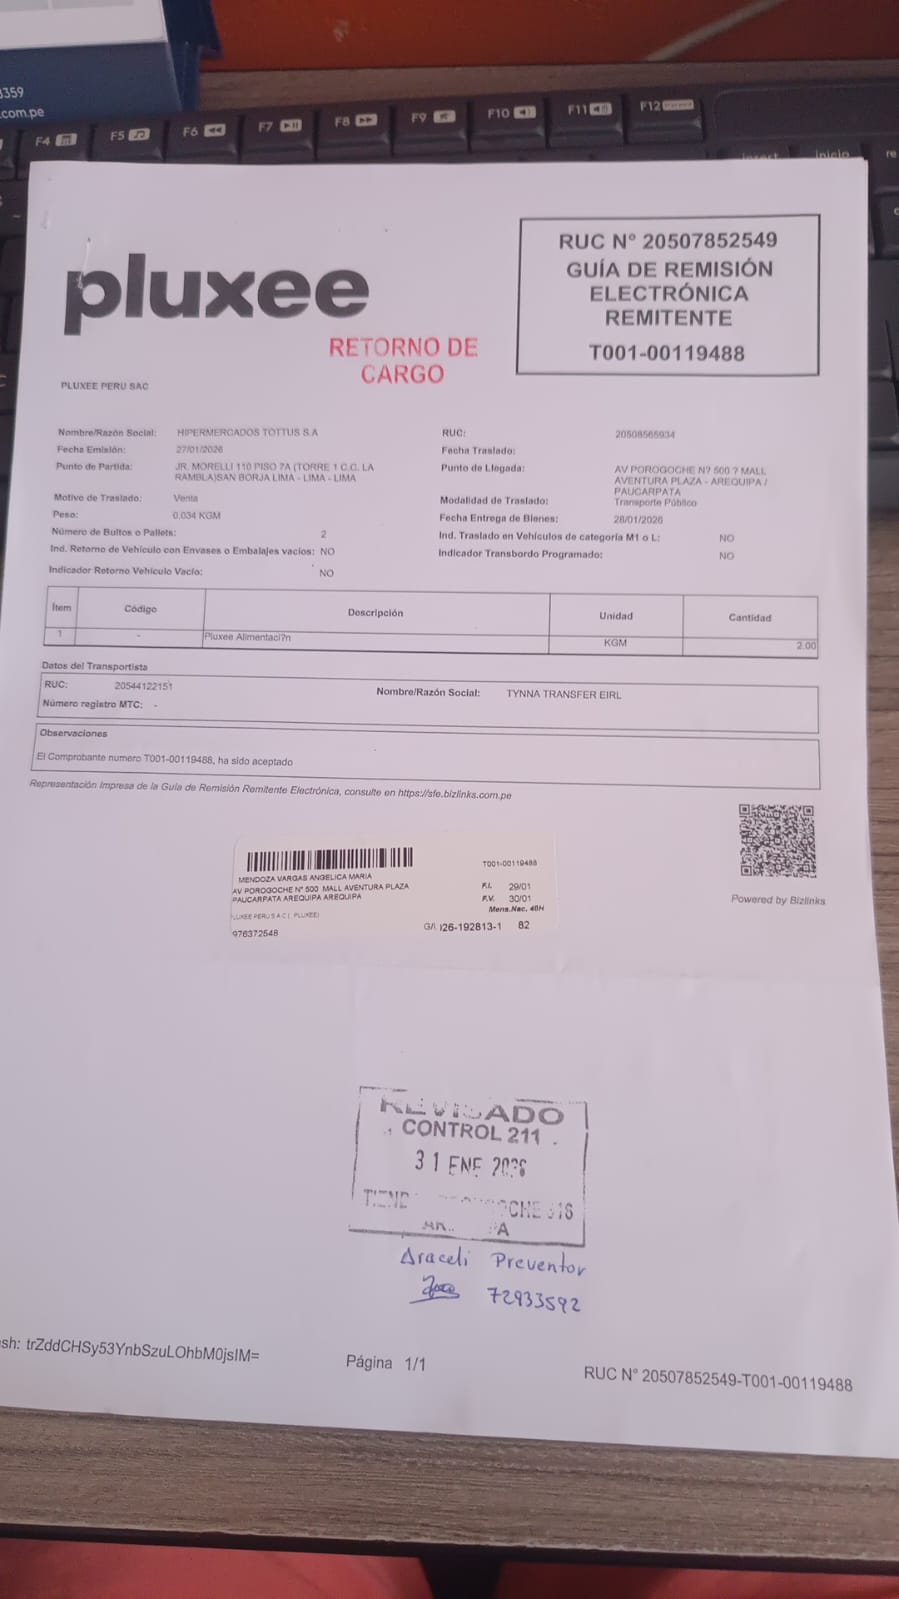 3359
.com.pe
F4
F5
F6
F7
F8
F9
F10
F11
F12
insert
inicio
re
pluxee
RUC N° 20507852549
GUÍA DE REMISIÓN
ELECTRÓNICA
REMITENTE
T001-00119488
RETORNO DE
CARGO
PLUXEE PERU SAC
Nombre/Razón Social: HIPERMERCADOS TOTTUS S.A RUC: 20508565934
Fecha Emisión: 27/01/2026 Fecha Traslado:
Punto de Partida: JR. MORELLI 110 PISO 7A (TORRE 1 C.C. LA RAMBLA)SAN BORJA LIMA - LIMA - LIMA
Punto de Llegada: AV POROGOCHE N? 500 ? MALL AVENTURA PLAZA - AREQUIPA / PAUCARPATA
Motivo de Traslado: Venta Modalidad de Traslado: Transporte Público
Peso: 0.034 KGM Fecha Entrega de Bienes: 28/01/2026
Número de Bultos o Pallets: 2 Ind. Traslado en Vehículos de categoría M1 o L: NO
Ind. Retorno de Vehículo con Envases o Embalajes vacíos: NO Indicador Transbordo Programado: NO
Indicador Retorno Vehículo Vacío: NO
Ítem Código Descripción Unidad Cantidad
1 - Pluxee Alimentaci?n KGM 2.00
Datos del Transportista
RUC: 20544122151 Nombre/Razón Social: TYNNA TRANSFER EIRL
Número registro MTC: -
Observaciones
El Comprobante numero T001-00119488, ha sido aceptado
Representación Impresa de la Guía de Remisión Remitente Electrónica, consulte en https://sfe.bizlinks.com.pe
Powered by Bizlinks
T001-00119488
MENDOZA VARGAS ANGELICA MARIA
AV POROGOCHE N° 500 MALL AVENTURA PLAZA
PAUCARPATA AREQUIPA AREQUIPA
F.I. 29/01
F.V. 30/01
Mens.Nac. 48H
PLUXEE PERU S A C ( PLUXEE)
G/I. 026-192813-1 82
976372548
REVISADO
CONTROL 211
31 ENE 2026
Araceli Preventor
72933592
sh: trZddCHSy53YnbSzuLOhbM0jsIM=
Página 1/1
RUC N° 20507852549-T001-00119488